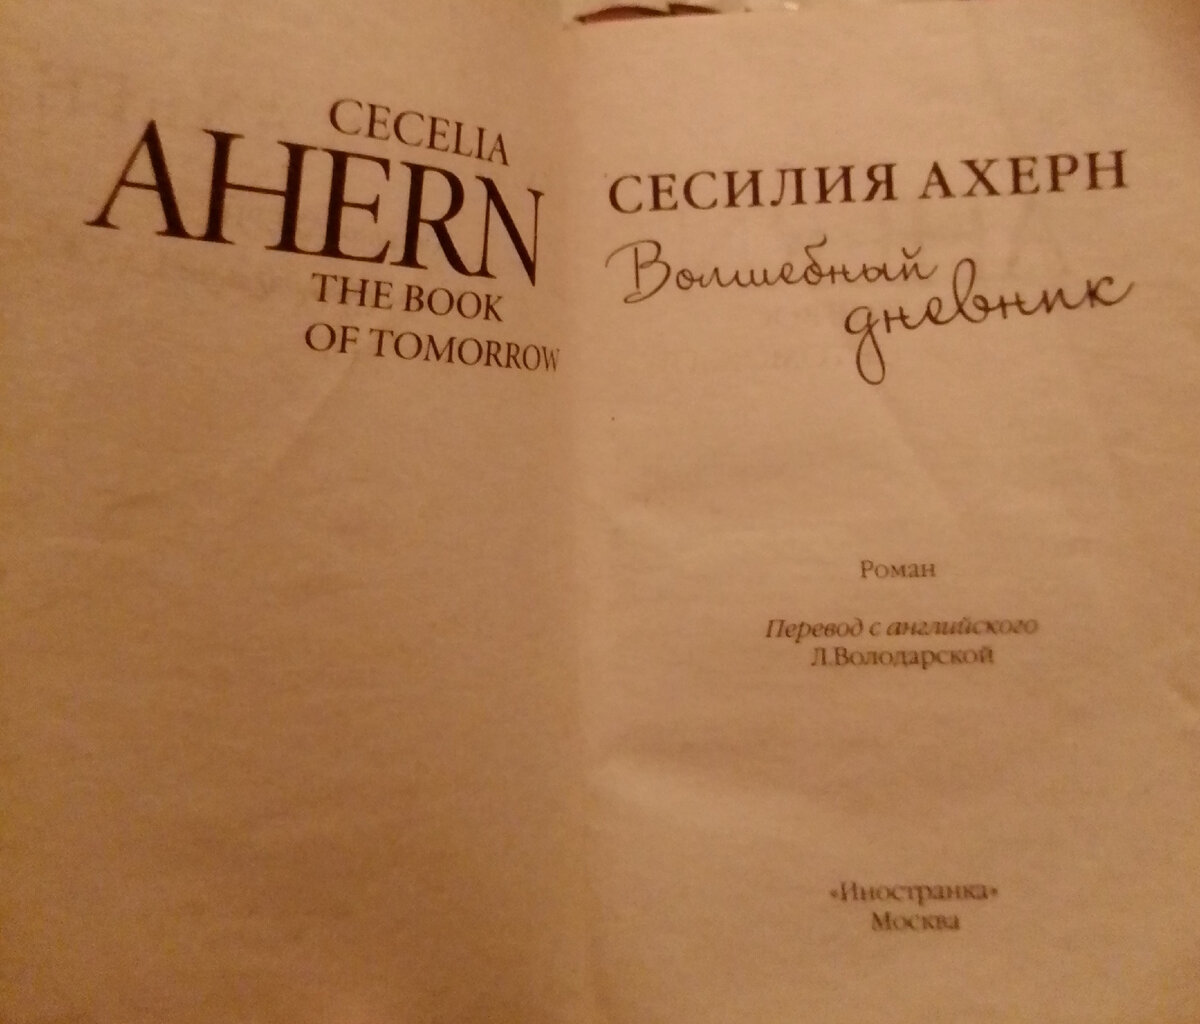 CECELIA
AHERN
THE BOOK
OF TOMORROW
СЕСИЛИЯ АХЕРН
Волшебный
дневник
Роман
Перевод с английского
Л.Володарской
«Иностранка»
Москва